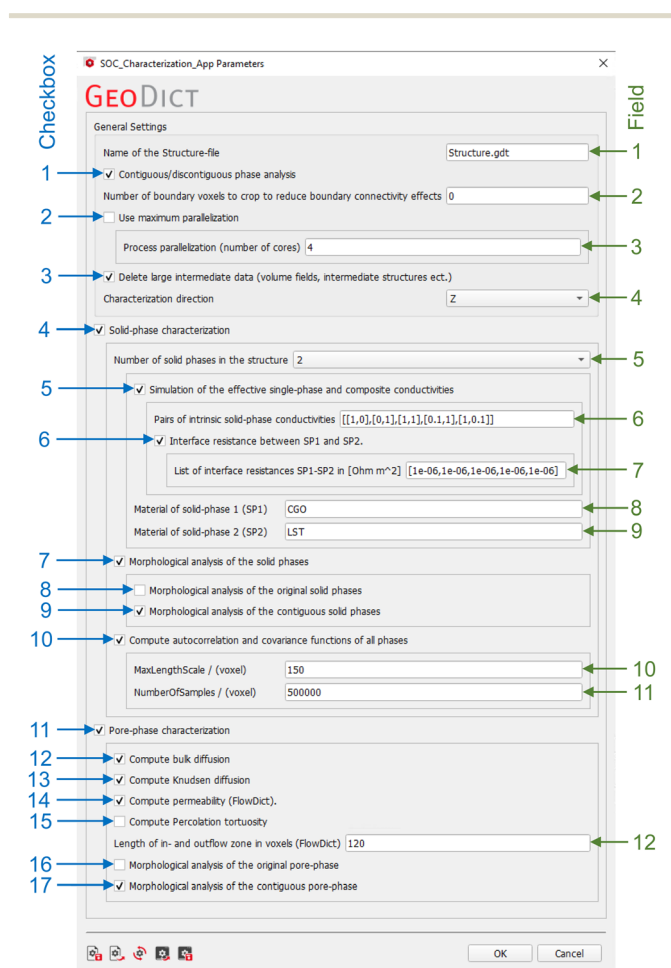 SOC_Characterization_App Parameters
Checkbox
GEODICT
Field
General Settings
Name of the Structure-file Structure.gdt 1
1 Contiguous/discontiguous phase analysis
Number of boundary voxels to crop to reduce boundary connectivity effects 0 2
2 Use maximum parallelization
Process parallelization (number of cores) 4 3
3 Delete large intermediate data (volume fields, intermediate structures ect.)
Characterization direction Z 4
4 Solid-phase characterization
Number of solid phases in the structure 2 5
5 Simulation of the effective single-phase and composite conductivities
Pairs of intrinsic solid-phase conductivities [[1,0],[0,1],[1,1],[0.1,1],[1,0.1]] 6
6 Interface resistance between SP1 and SP2.
List of interface resistances SP1-SP2 in [Ohm m^2] [1e-06,1e-06,1e-06,1e-06,1e-06] 7
Material of solid-phase 1 (SP1) CGO 8
Material of solid-phase 2 (SP2) LST 9
7 Morphological analysis of the solid phases
8 Morphological analysis of the original solid phases
9 Morphological analysis of the contiguous solid phases
10 Compute autocorrelation and covariance functions of all phases
MaxLengthScale / (voxel) 150 10
NumberOfSamples / (voxel) 500000 11
11 Pore-phase characterization
12 Compute bulk diffusion
13 Compute Knudsen diffusion
14 Compute permeability (FlowDict).
15 Compute Percolation tortuosity
Length of in- and outflow zone in voxels (FlowDict) 120 12
16 Morphological analysis of the original pore-phase
17 Morphological analysis of the contiguous pore-phase
OK Cancel